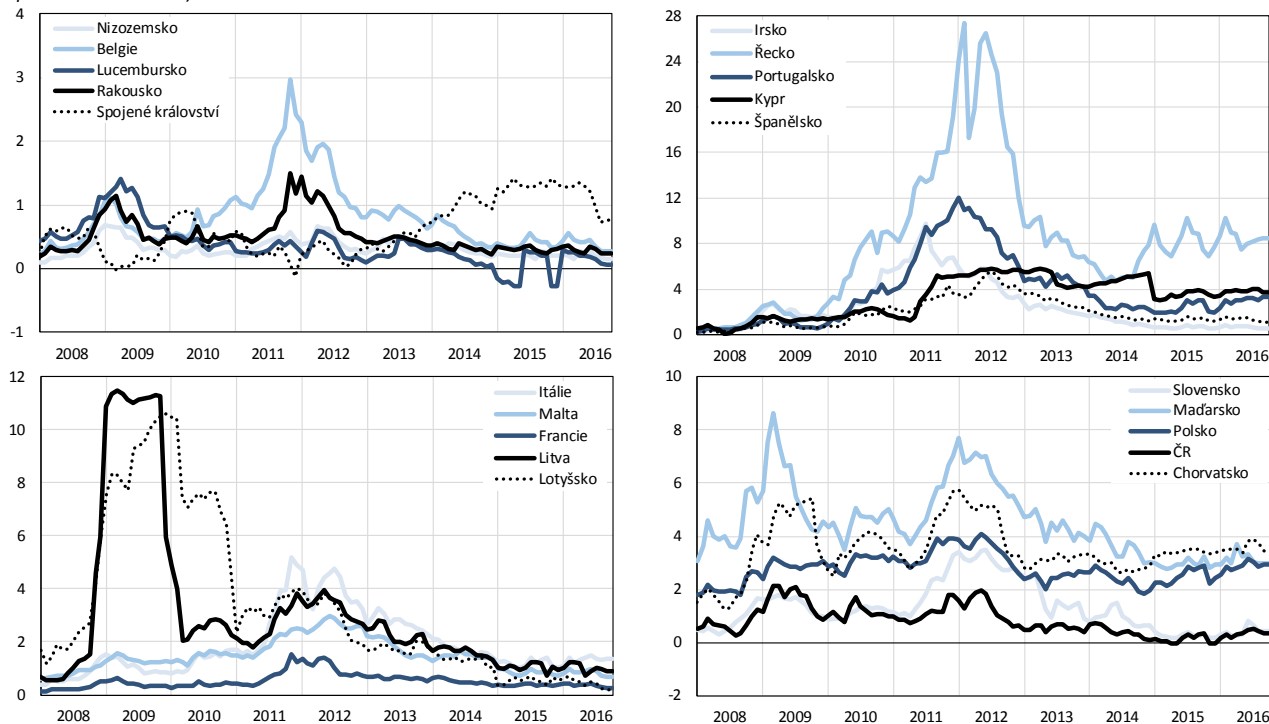 4
3
2
1
0
-1
Nizozemsko
Belgie
Lucembursko
Rakousko
Spojené království
2008 2009 2010 2011 2012 2013 2014 2015 2016
28
24
20
16
12
8
4
0
Irsko
Řecko
Portugalsko
Kypr
Španělsko
2008 2009 2010 2011 2012 2013 2014 2015 2016
12
10
8
6
4
2
0
Itálie
Malta
Francie
Litva
Lotyšsko
2008 2009 2010 2011 2012 2013 2014 2015 2016
10
8
6
4
2
0
-2
Slovensko
Maďarsko
Polsko
ČR
Chorvatsko
2008 2009 2010 2011 2012 2013 2014 2015 2016